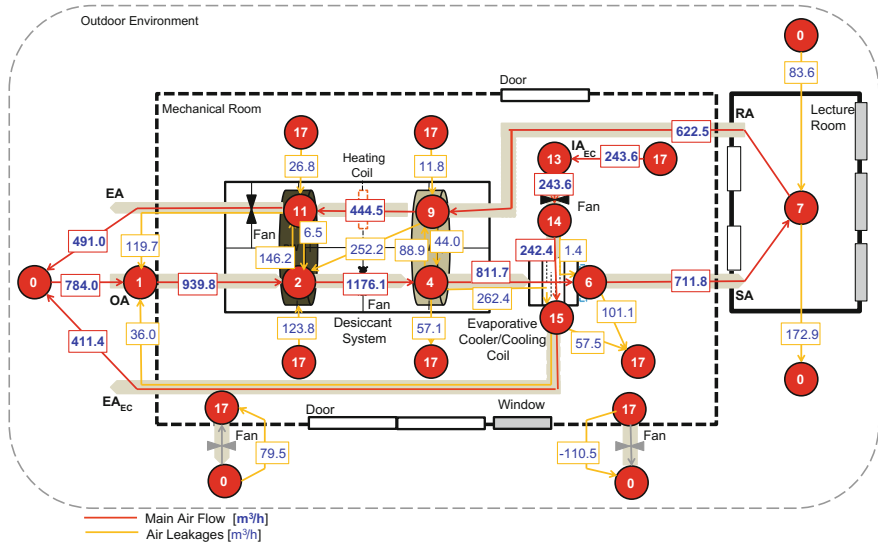 Outdoor Environment
0
83.6
Door
Mechanical Room
Lecture
Room
RA
17
17
622.5
IA EC
26.8
Heating
Coil
11.8
13
243.6
17
243.6
EA
11
444.5
9
Fan
14
Fan
7
491.0
119.7
6.5
146.2
252.2
88.9
44.0
242.4
1.4
0
784.0
1
939.8
2
1176.1
4
811.7
6
711.8
OA
Fan
262.4
SA
36.0
123.8
Desiccant
System
57.1
Evaporative
Cooler/Cooling
Coil
15
101.1
57.5
172.9
411.4
17
17
17
0
EA EC
17
Door
Window
17
Fan
79.5
-110.5
Fan
0
0
Main Air Flow [m³/h]
Air Leakages [m³/h]